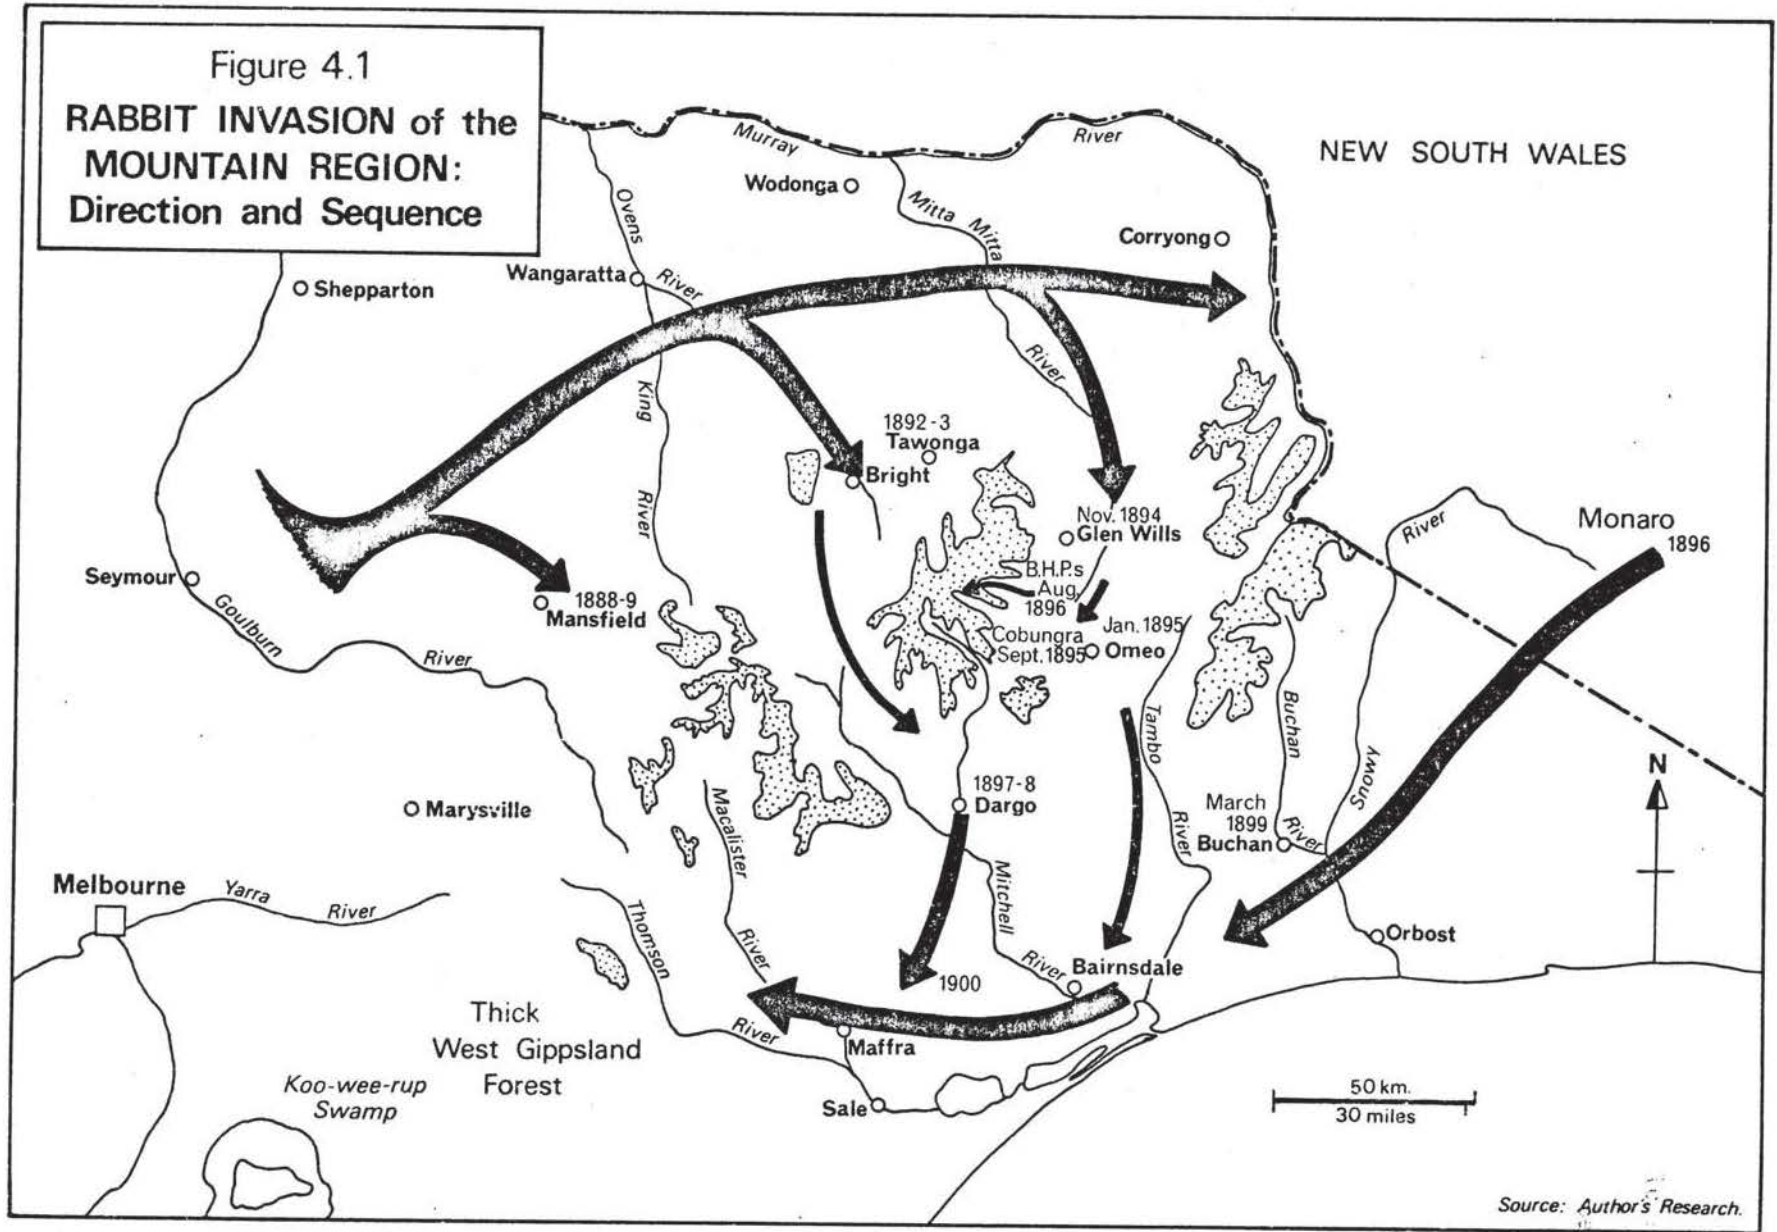 Figure 4.1
RABBIT INVASION of the
MOUNTAIN REGION:
Direction and Sequence
NEW SOUTH WALES
Murray
River
Wodonga
Mitta Mitta
River
Corryong
Ovens
River
Wangaratta
Shepparton
King
River
1892-3
Tawonga
Bright
Nov. 1894
Glen Wills
B.H.P.s
Aug.
1896
Cobungra
Sept. 1895
Jan. 1895
Omeo
Monaro
1896
River
Snowy
Seymour
Goulburn
River
1888-9
Mansfield
Tambo
River
Buchan
River
March
1899
Buchan
N
Marysville
Macalister
River
1897-8
Dargo
Mitchell
River
Melbourne
Yarra
River
Thomson
River
Orbost
Bairnsdale
1900
Thick
West Gippsland
Forest
Maffra
Koo-wee-rup
Swamp
Sale
50 km.
30 miles
Source: Author's Research.